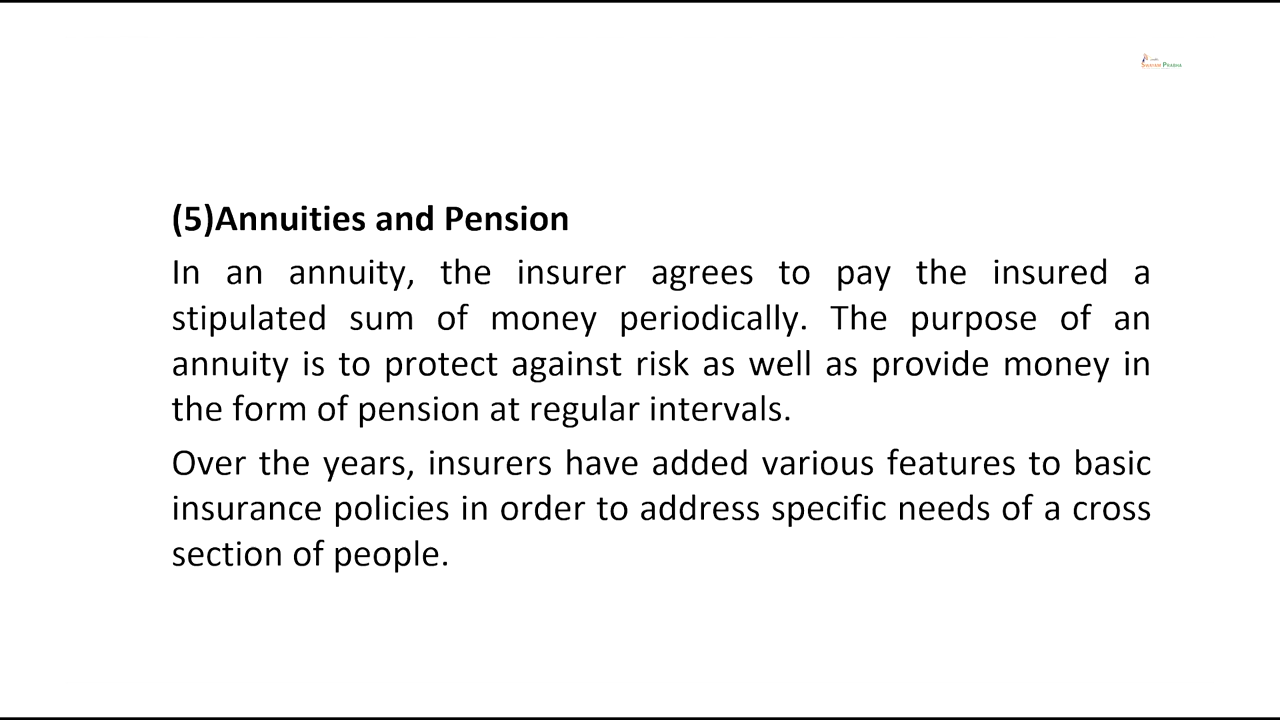 SWAYAM PRABHA
(5)Annuities and Pension
In an annuity, the insurer agrees to pay the insured a
stipulated sum of money periodically. The purpose of an
annuity is to protect against risk as well as provide money in
the form of pension at regular intervals.
Over the years, insurers have added various features to basic
insurance policies in order to address specific needs of a cross
section of people.